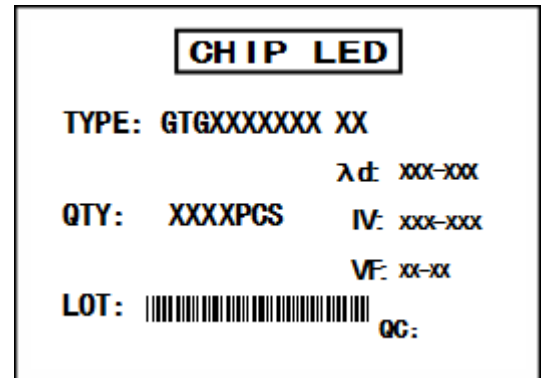 CHIP LED
TYPE: GTGXXXXXXX XX
λd: XXX-XXX
QTY: XXXXPCS IV: XXX-XXX
VF: XX-XX
LOT:
QC: